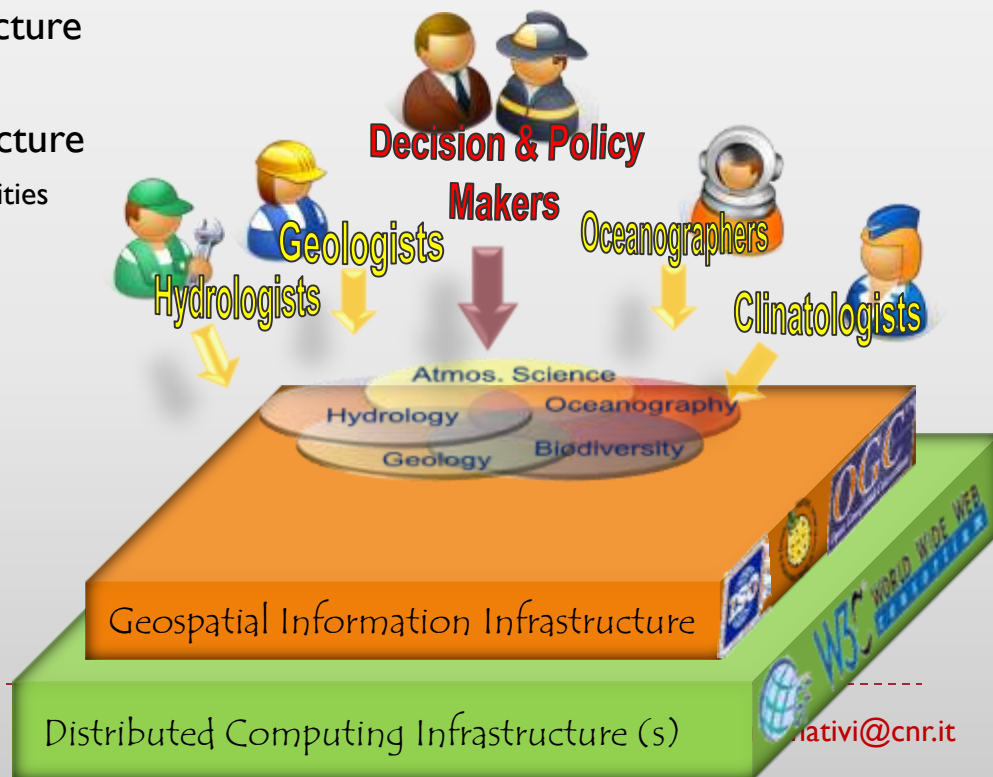 cture
cture
ities
Decision & Policy
Makers
Geologists
Oceanographers
Hydrologists
Clinatologists
Atmos. Science
Hydrology
Oceanography
Geology
Biodiversity
ISO
OGC
W3C WORLD WIDE WEB
Geospatial Information Infrastructure
Distributed Computing Infrastructure (s)
nativi@cnr.it